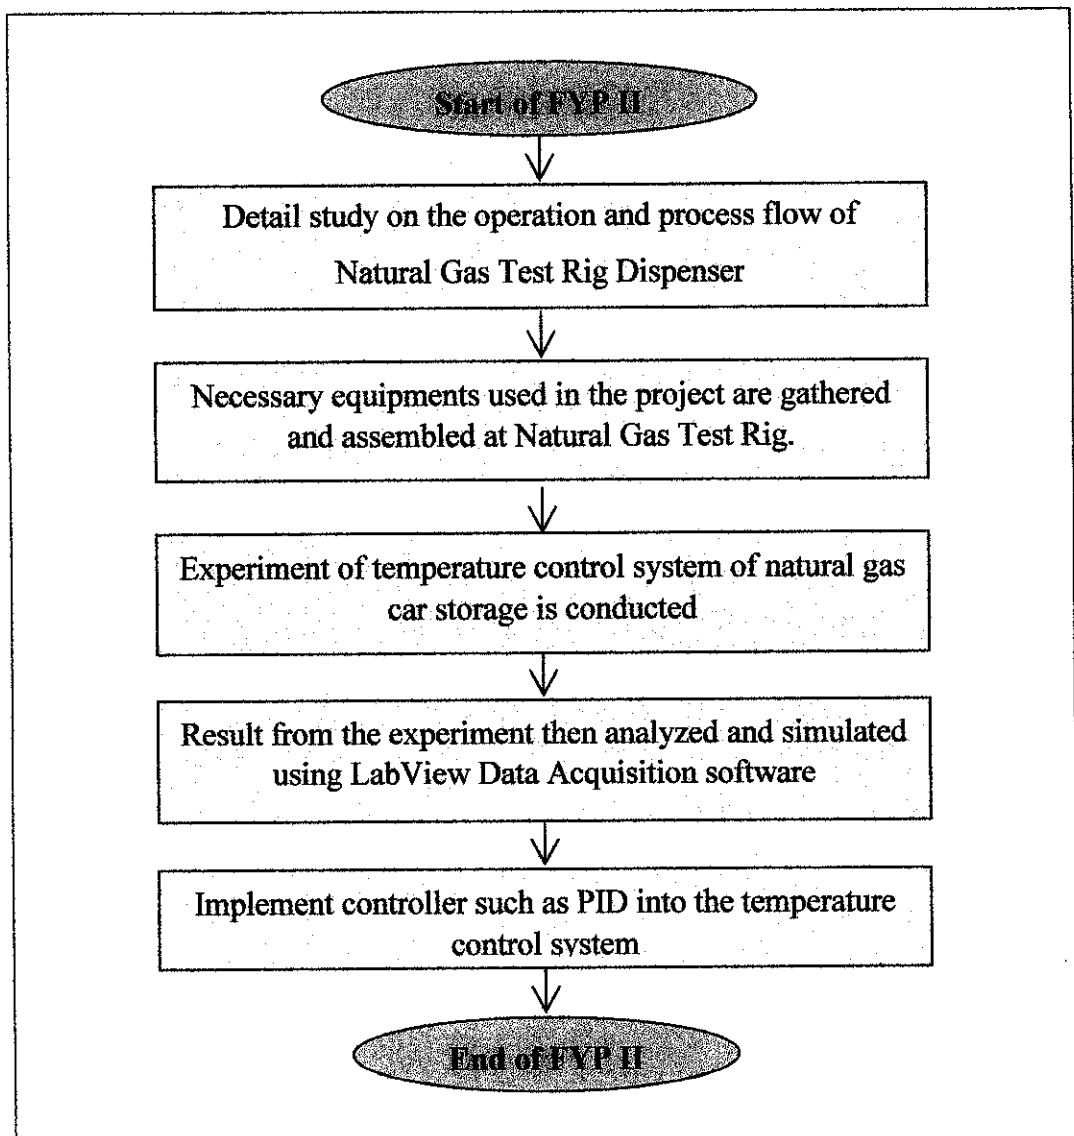 Start of FYP II
Detail study on the operation and process flow of
Natural Gas Test Rig Dispenser
Necessary equipments used in the project are gathered
and assembled at Natural Gas Test Rig.
Experiment of temperature control system of natural gas
car storage is conducted
Result from the experiment then analyzed and simulated
using LabView Data Acquisition software
Implement controller such as PID into the temperature
control system
End of FYP II